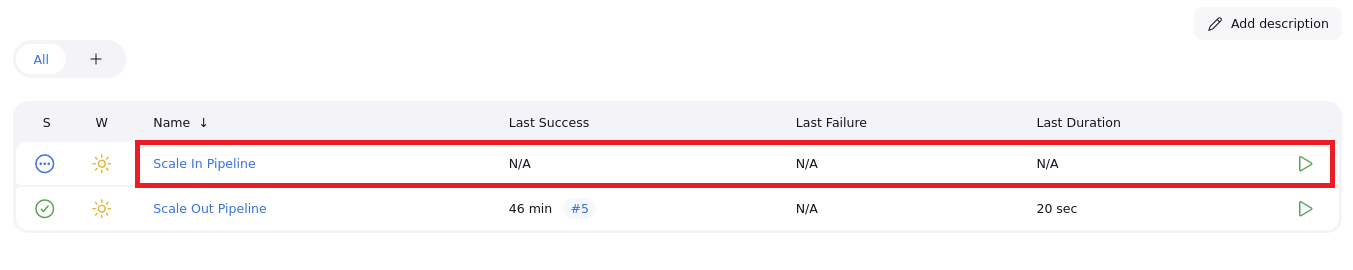 Add description
All +
S W Name ↓ Last Success Last Failure Last Duration
Scale In Pipeline N/A N/A N/A
Scale Out Pipeline 46 min #5 N/A 20 sec